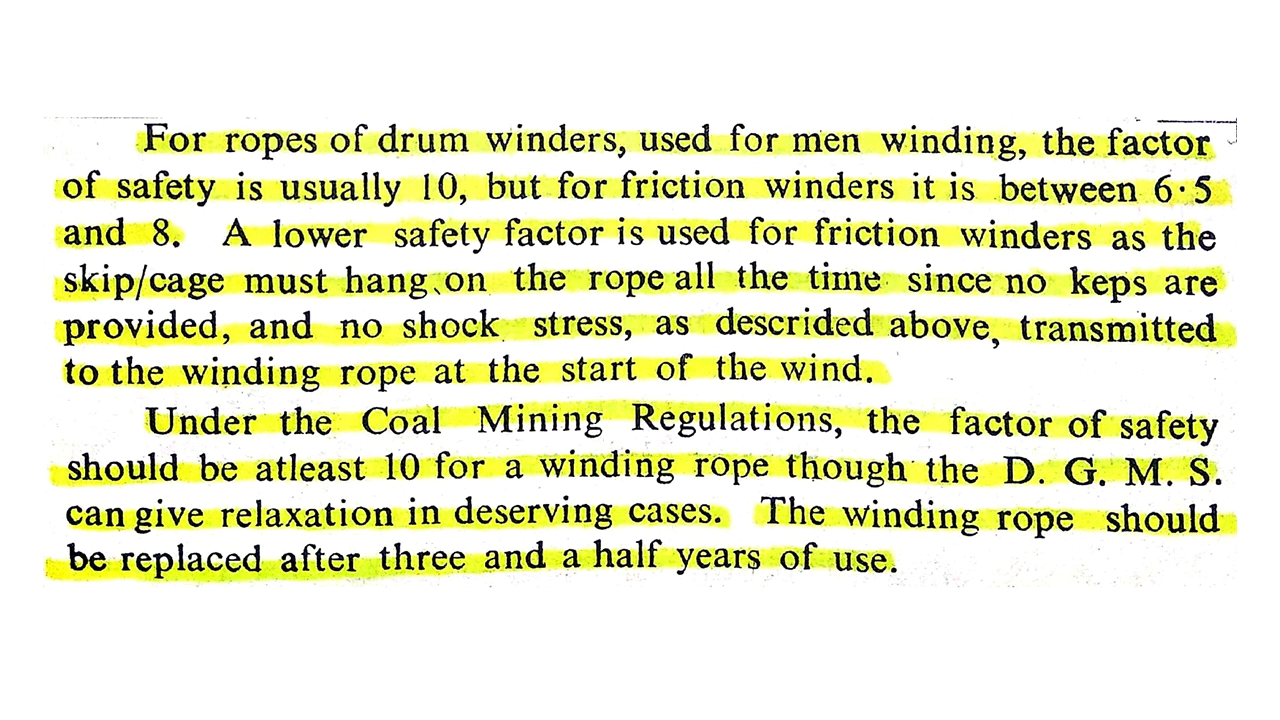 For ropes of drum winders, used for men winding, the factor
of safety is usually 10, but for friction winders it is between 6·5
and 8. A lower safety factor is used for friction winders as the
skip/cage must hang on the rope all the time since no keps are
provided, and no shock stress, as descrided above, transmitted
to the winding rope at the start of the wind.
Under the Coal Mining Regulations, the factor of safety
should be atleast 10 for a winding rope though the D. G. M. S.
can give relaxation in deserving cases. The winding rope should
be replaced after three and a half years of use.